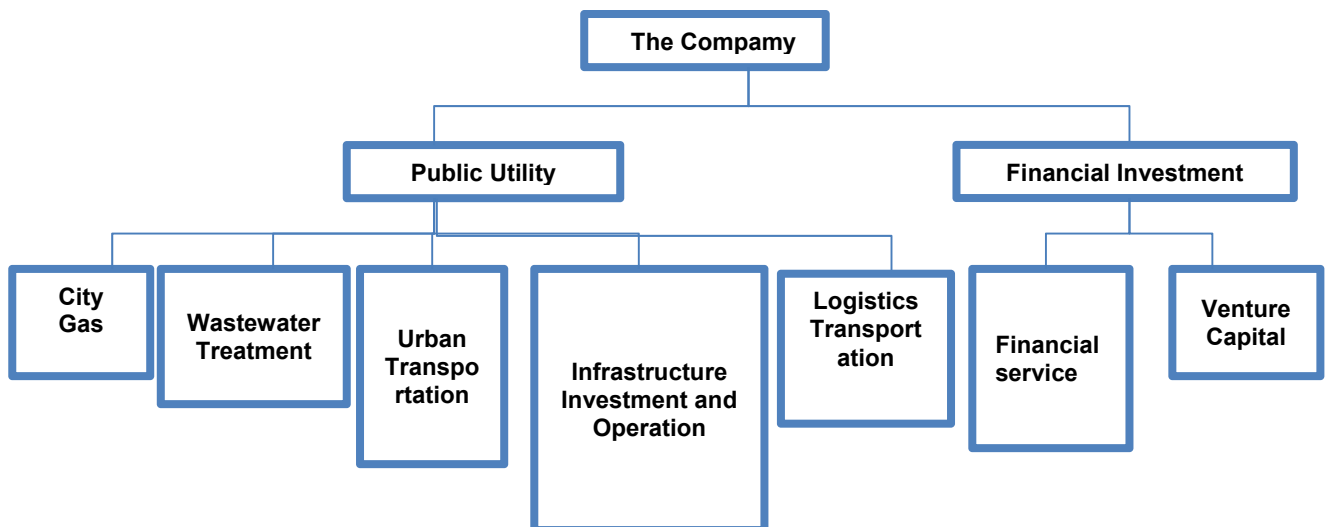 The Compamy
Public Utility
Financial Investment
City
Gas
Wastewater
Treatment
Urban
Transpo
rtation
Infrastructure
Investment and
Operation
Logistics
Transport
ation
Financial
service
Venture
Capital